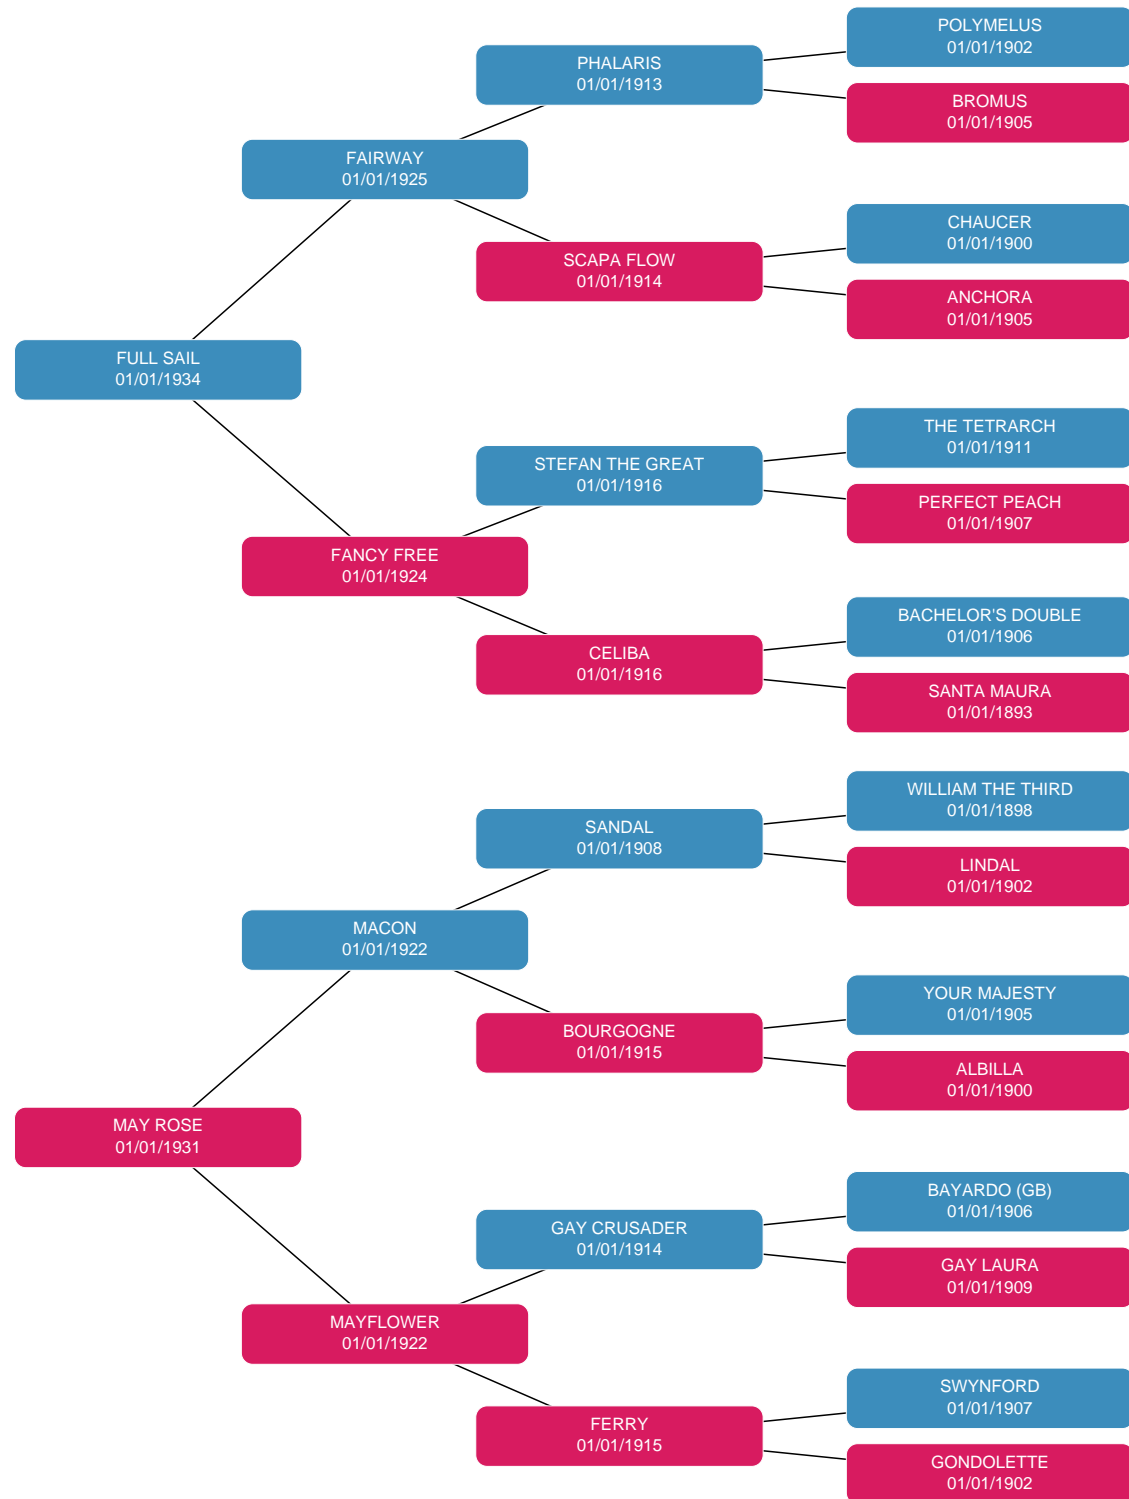 POLYMELUS
01/01/1902
PHALARIS
01/01/1913
BROMUS
01/01/1905
FAIRWAY
01/01/1925
CHAUCER
01/01/1900
SCAPA FLOW
01/01/1914
ANCHORA
01/01/1905
FULL SAIL
01/01/1934
THE TETRARCH
01/01/1911
STEFAN THE GREAT
01/01/1916
PERFECT PEACH
01/01/1907
FANCY FREE
01/01/1924
BACHELOR'S DOUBLE
01/01/1906
CELIBA
01/01/1916
SANTA MAURA
01/01/1893
WILLIAM THE THIRD
01/01/1898
SANDAL
01/01/1908
LINDAL
01/01/1902
MACON
01/01/1922
YOUR MAJESTY
01/01/1905
BOURGOGNE
01/01/1915
ALBILLA
01/01/1900
MAY ROSE
01/01/1931
BAYARDO (GB)
01/01/1906
GAY CRUSADER
01/01/1914
GAY LAURA
01/01/1909
MAYFLOWER
01/01/1922
SWYNFORD
01/01/1907
FERRY
01/01/1915
GONDOLETTE
01/01/1902